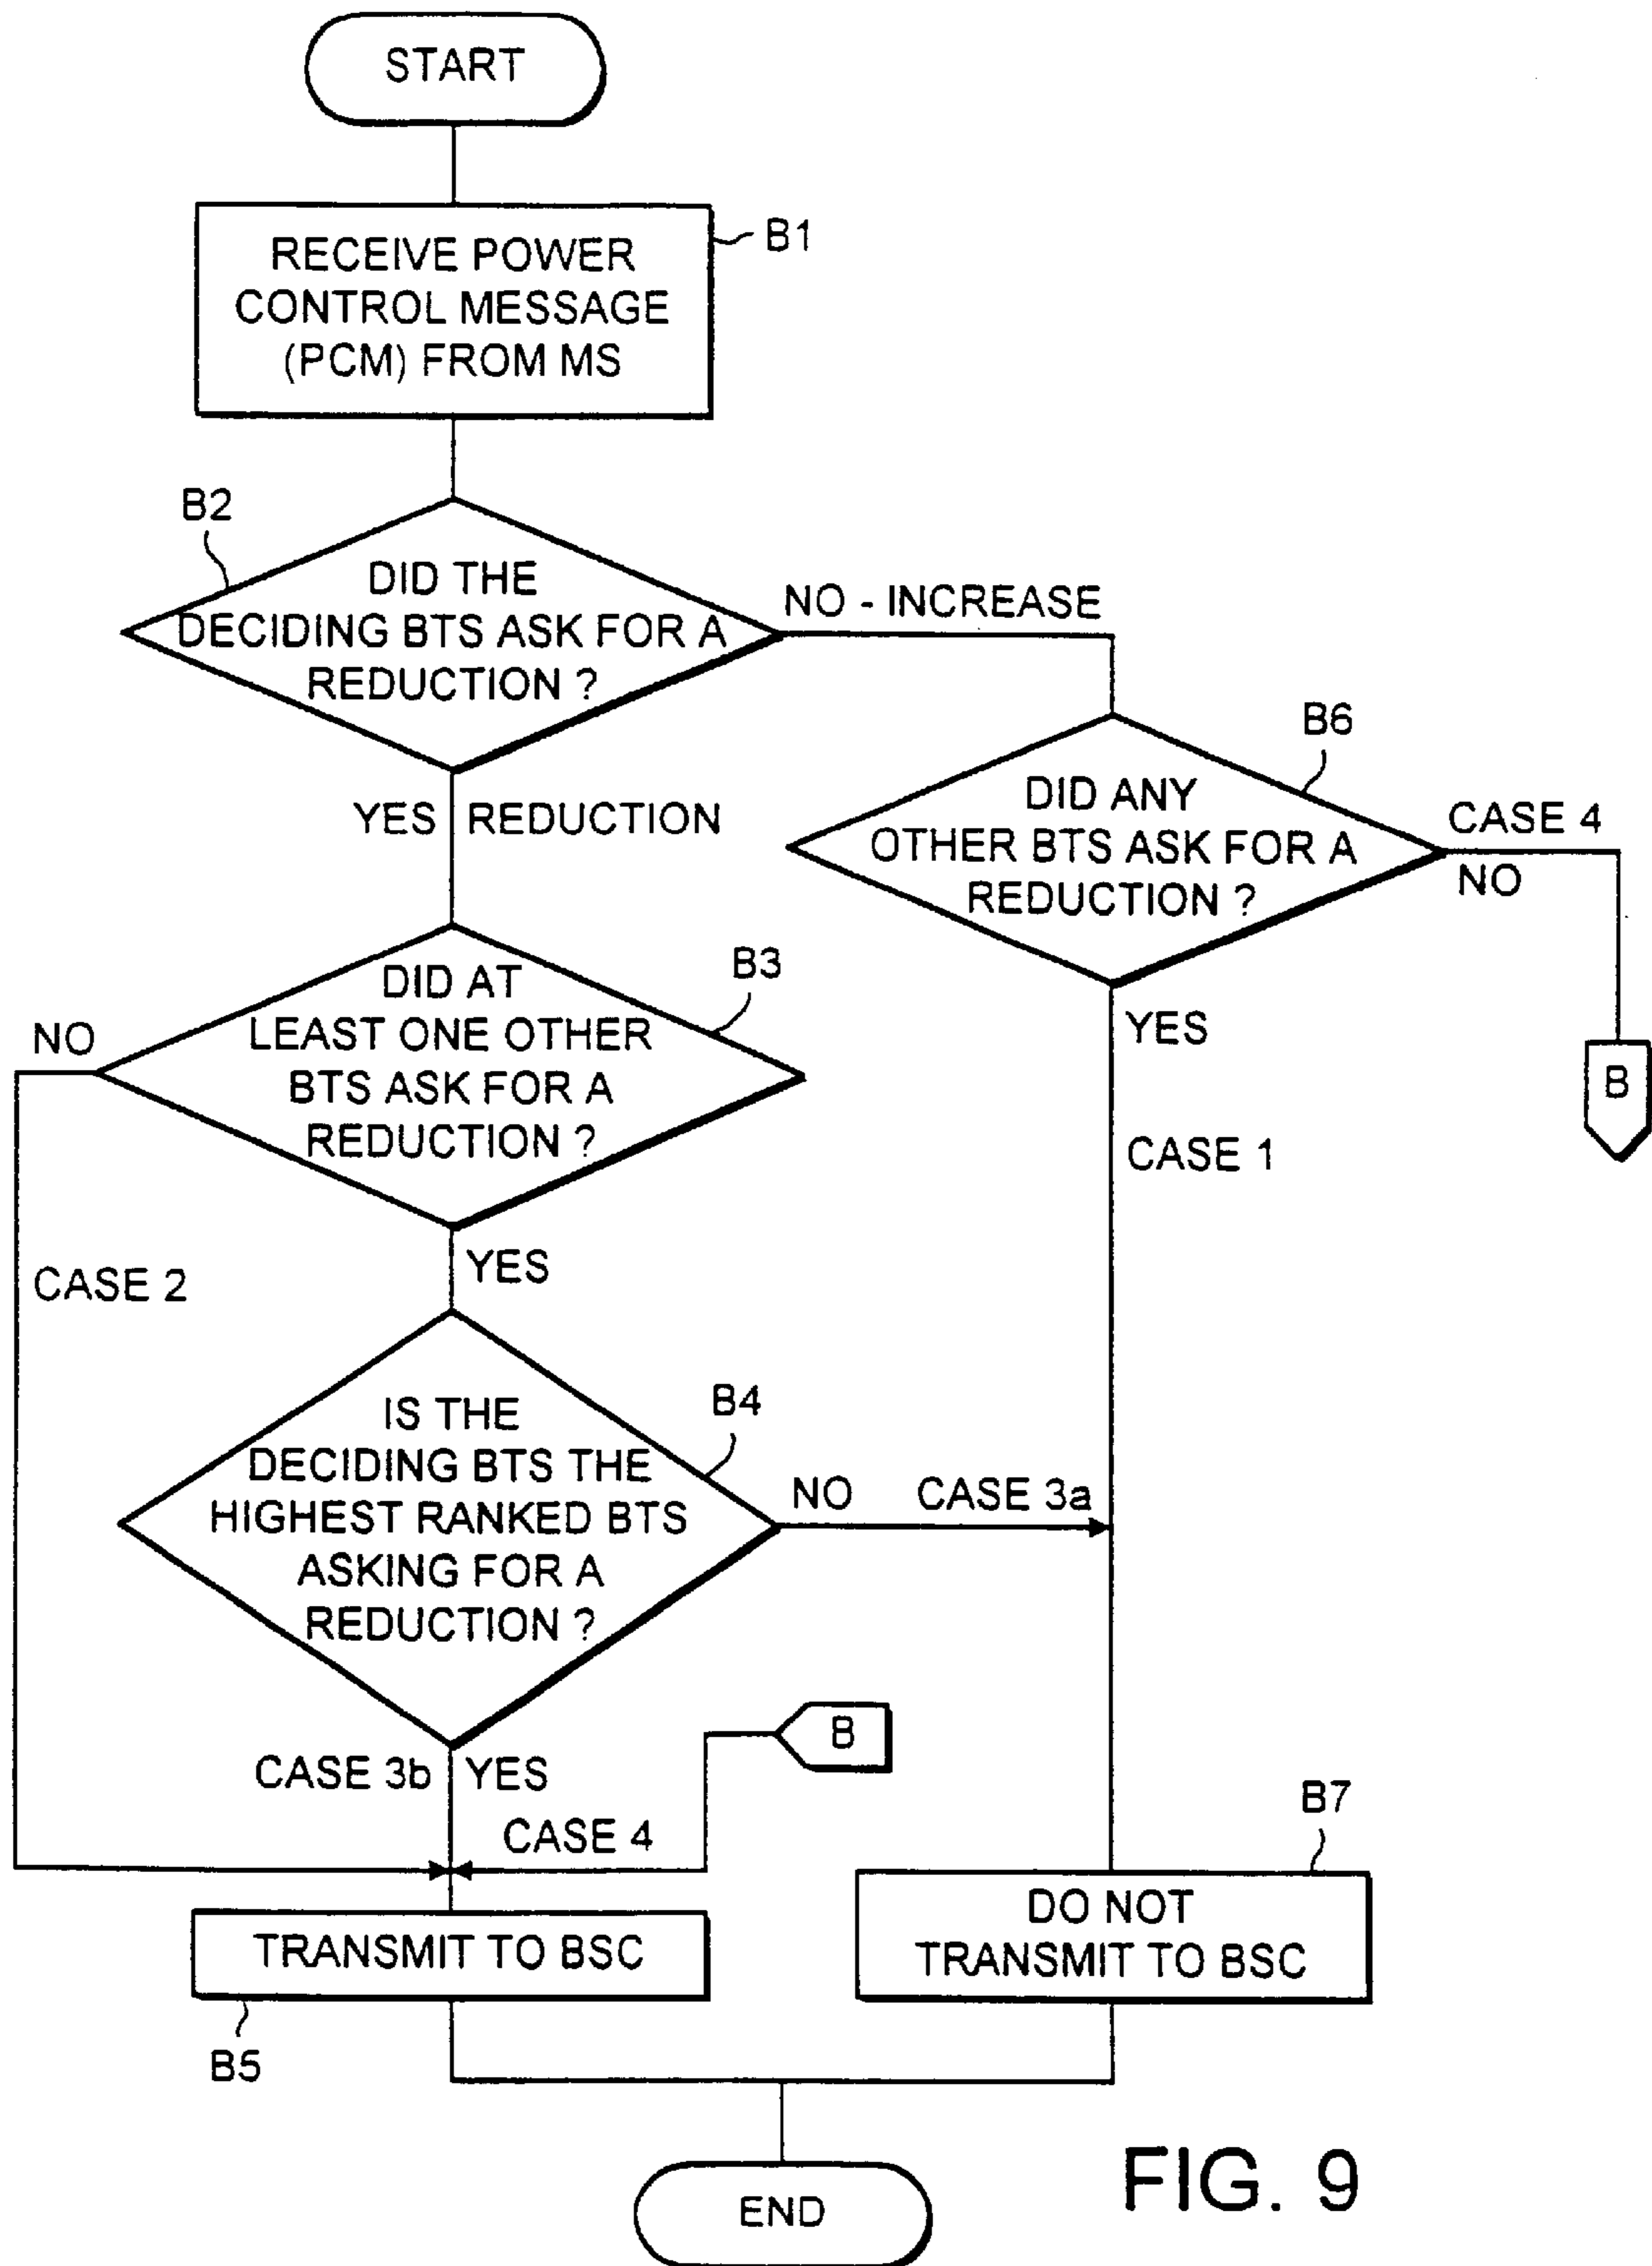 START
RECEIVE POWER
CONTROL MESSAGE
(PCM) FROM MS
B1
B2
DID THE
DECIDING BTS ASK FOR A
REDUCTION ?
NO - INCREASE
YES REDUCTION
B6
DID ANY
OTHER BTS ASK FOR A
REDUCTION ?
CASE 4
NO
B
YES
CASE 1
B3
DID AT
LEAST ONE OTHER
BTS ASK FOR A
REDUCTION ?
NO
CASE 2
YES
B4
IS THE
DECIDING BTS THE
HIGHEST RANKED BTS
ASKING FOR A
REDUCTION ?
NO CASE 3a
B
CASE 3b YES
CASE 4
TRANSMIT TO BSC
B5
B7
DO NOT
TRANSMIT TO BSC
END
FIG. 9